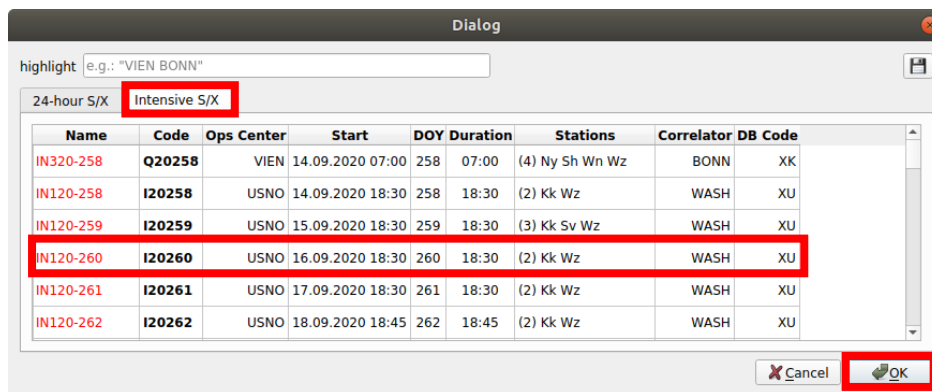 Dialog
highlight e.g.: "VIEN BONN"
24-hour S/X Intensive S/X
Name Code Ops Center Start DOY Duration Stations Correlator DB Code
IN320-258 Q20258 VIEN 14.09.2020 07:00 258 07:00 (4) Ny Sh Wn Wz BONN XK
IN120-258 I20258 USNO 14.09.2020 18:30 258 18:30 (2) Kk Wz WASH XU
IN120-259 I20259 USNO 15.09.2020 18:30 259 18:30 (3) Kk Sv Wz WASH XU
IN120-260 I20260 USNO 16.09.2020 18:30 260 18:30 (2) Kk Wz WASH XU
IN120-261 I20261 USNO 17.09.2020 18:30 261 18:30 (2) Kk Wz WASH XU
IN120-262 I20262 USNO 18.09.2020 18:45 262 18:45 (2) Kk Wz WASH XU
Cancel OK